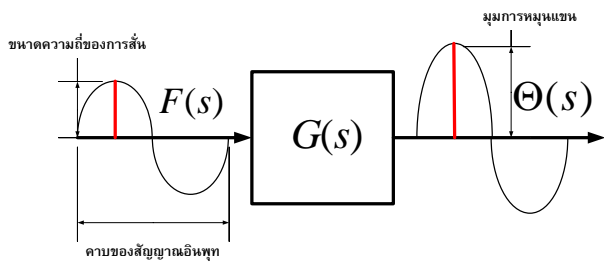 มุมการหมุนแขน
ขนาดความถี่ของการสั่น
F(s)
G(s)
Θ(s)
คาบของสัญญาณอินพุท